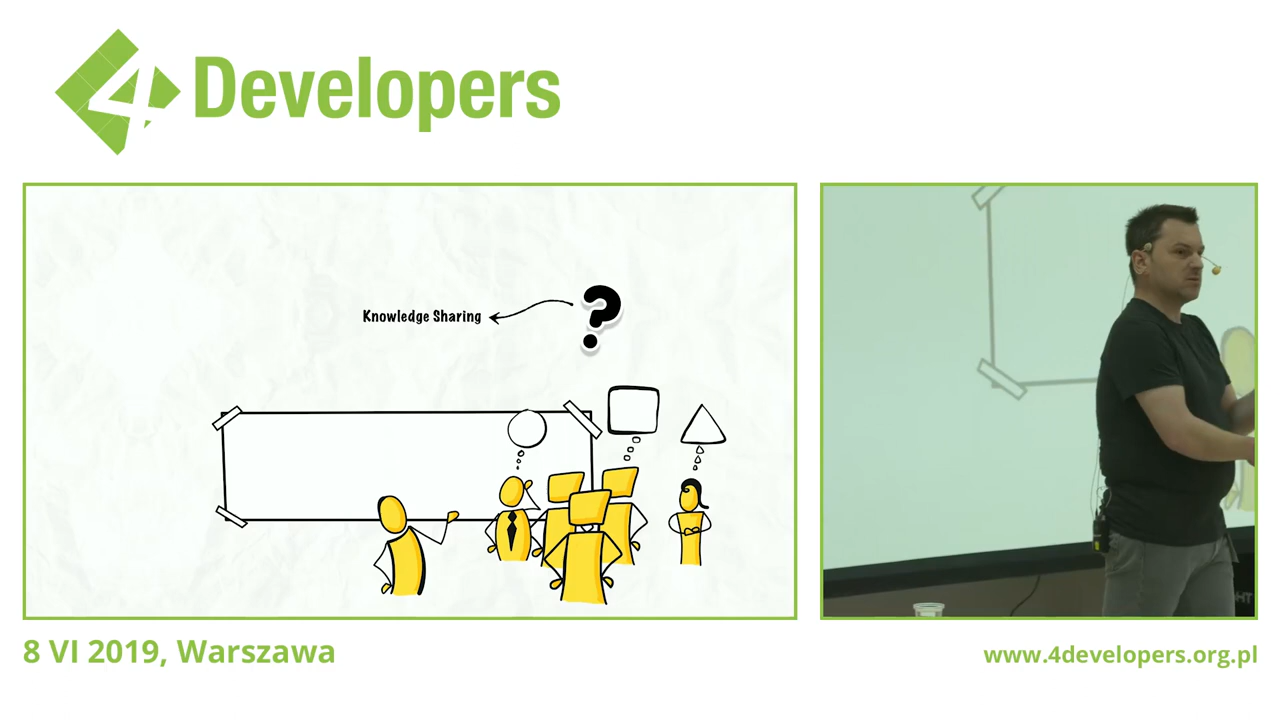 4Developers
Knowledge Sharing
?
8 VI 2019, Warszawa
www.4developers.org.pl